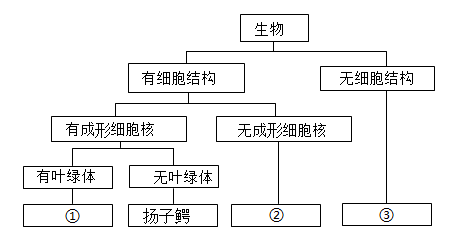 生物
有细胞结构
无细胞结构
有成形细胞核
无成形细胞核
有叶绿体
无叶绿体
①
扬子鳄
②
③